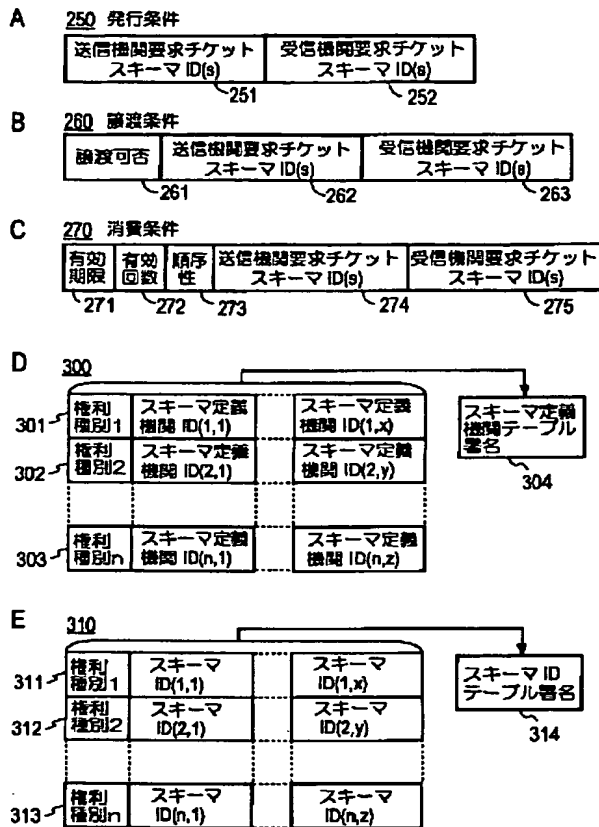 A
250 発行条件
送信機関要求チケット
スキーマ ID(s)
受信機関要求チケット
スキーマ ID(s)
251
252
B
260 譲渡条件
譲渡可否
送信機関要求チケット
スキーマ ID(s)
受信機関要求チケット
スキーマ ID(s)
261
262
263
C
270 消費条件
有効
期限
有効
回数
順序
性
送信機関要求チケット
スキーマ ID(s)
受信機関要求チケット
スキーマ ID(s)
271
272
273
274
275
D
300
301
権利
種別1
スキーマ定義
機関 ID(1,1)
スキーマ定義
機関 ID(1,x)
302
権利
種別2
スキーマ定義
機関 ID(2,1)
スキーマ定義
機関 ID(2,y)
303
権利
種別n
スキーマ定義
機関 ID(n,1)
スキーマ定義
機関 ID(n,z)
スキーマ定義
機関テーブル
署名
304
E
310
311
権利
種別1
スキーマ
ID(1,1)
スキーマ
ID(1,x)
312
権利
種別2
スキーマ
ID(2,1)
スキーマ
ID(2,y)
313
権利
種別n
スキーマ
ID(n,1)
スキーマ
ID(n,z)
スキーマ ID
テーブル署名
314